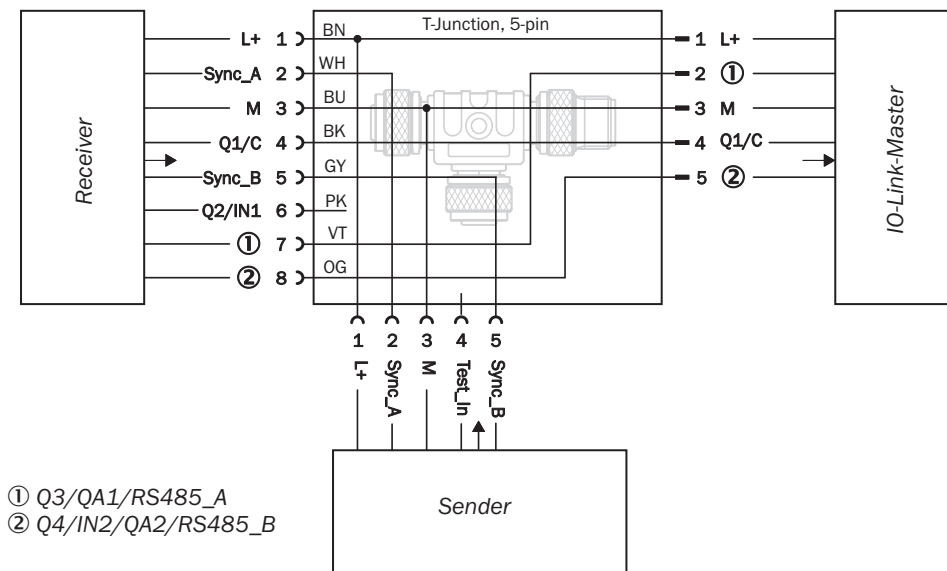 T-Junction, 5-pin
L+ 1 BN 1 L+
Sync_A 2 WH 2 ①
M 3 BU 3 M
Q1/C 4 BK 4 Q1/C
Sync_B 5 GY 5 ②
Q2/IN1 6 PK
① 7 VT
② 8 OG
Receiver
IO-Link-Master
1 2 3 4 5
L+
Sync_A
M
Test_In
Sync_B
Sender
① Q3/QA1/RS485_A
② Q4/IN2/QA2/RS485_B